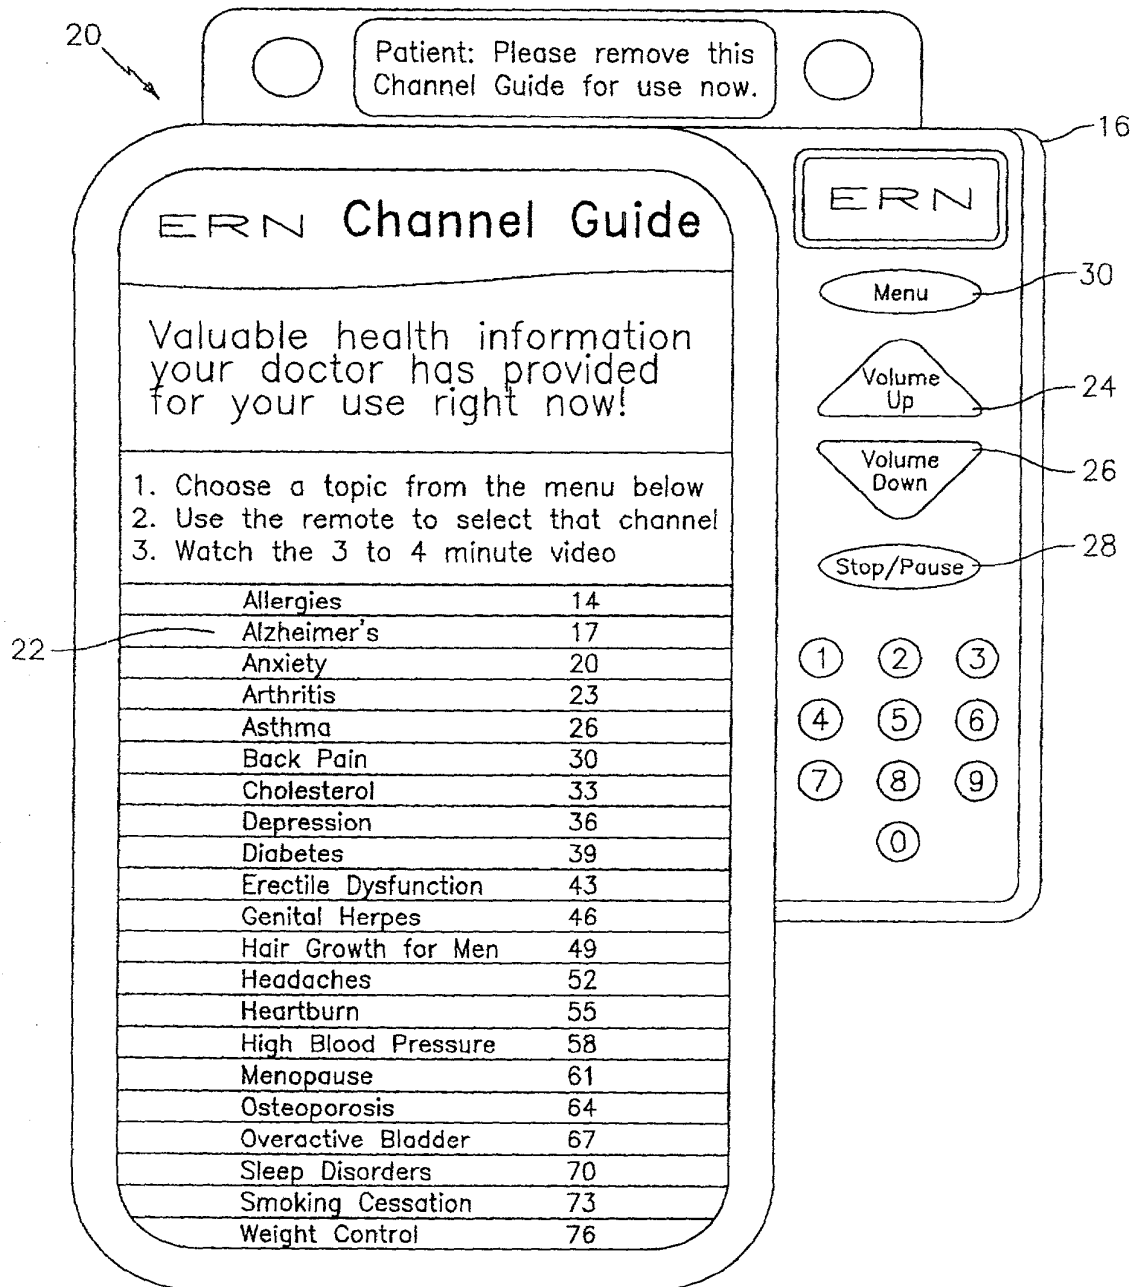 20
Patient: Please remove this
Channel Guide for use now.
16
ERN Channel Guide
Valuable health information
your doctor has provided
for your use right now!
1. Choose a topic from the menu below
2. Use the remote to select that channel
3. Watch the 3 to 4 minute video
22
Allergies 14
Alzheimer's 17
Anxiety 20
Arthritis 23
Asthma 26
Back Pain 30
Cholesterol 33
Depression 36
Diabetes 39
Erectile Dysfunction 43
Genital Herpes 46
Hair Growth for Men 49
Headaches 52
Heartburn 55
High Blood Pressure 58
Menopause 61
Osteoporosis 64
Overactive Bladder 67
Sleep Disorders 70
Smoking Cessation 73
Weight Control 76
ERN
Menu 30
Volume
Up 24
Volume
Down 26
Stop/Pause 28
1 2 3
4 5 6
7 8 9
0